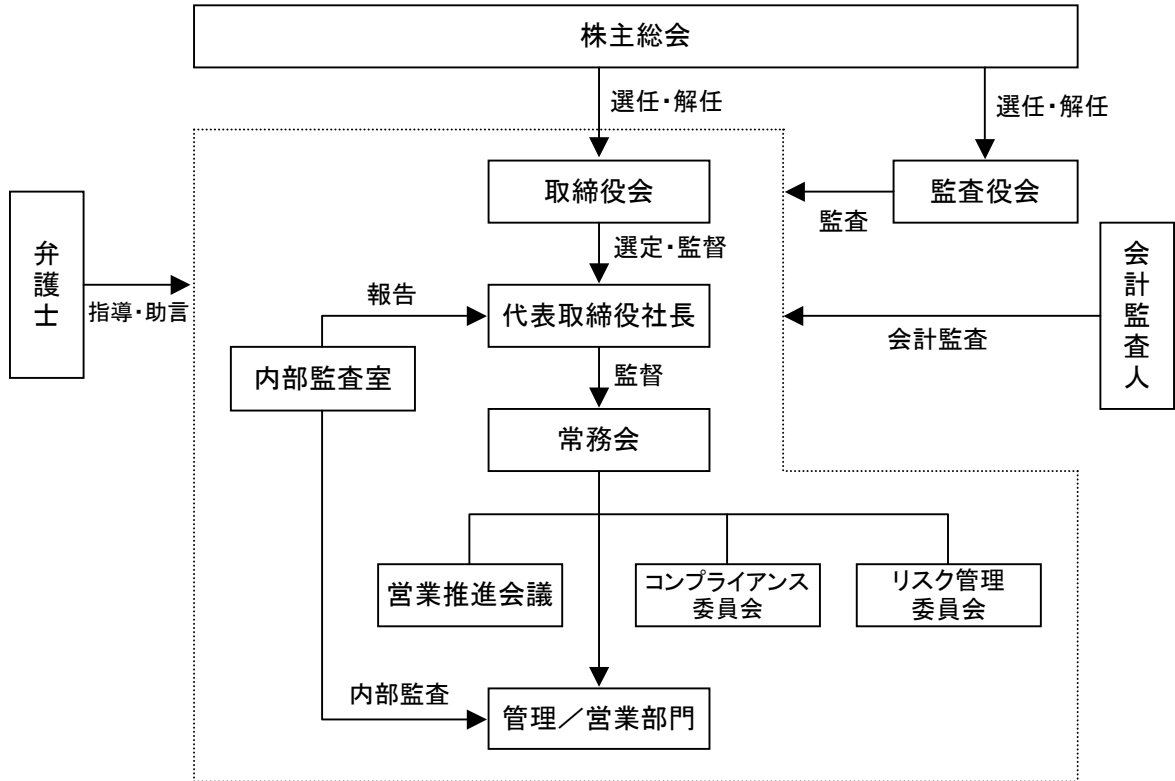 株主総会
選任・解任
選任・解任
取締役会
監査役会
監査
弁護士
指導・助言
選定・監督
会計監査人
報告
代表取締役社長
会計監査
内部監査室
監督
常務会
営業推進会議
コンプライアンス
委員会
リスク管理
委員会
内部監査
管理／営業部門